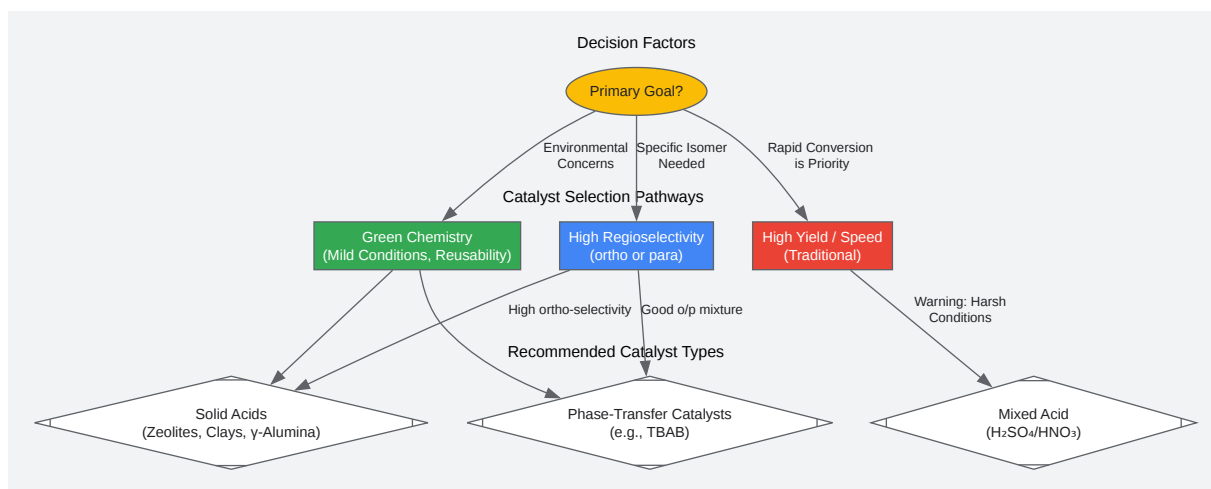 Decision Factors
Primary Goal?
Environmental
Concerns
Specific Isomer
Needed
Rapid Conversion
is Priority
Catalyst Selection Pathways
Green Chemistry
(Mild Conditions, Reusability)
High Regioselectivity
(ortho or para)
High Yield / Speed
(Traditional)
High ortho-selectivity
Good o/p mixture
Warning: Harsh
Conditions
Recommended Catalyst Types
Solid Acids
(Zeolites, Clays, γ-Alumina)
Phase-Transfer Catalysts
(e.g., TBAB)
Mixed Acid
(H₂SO₄/HNO₃)